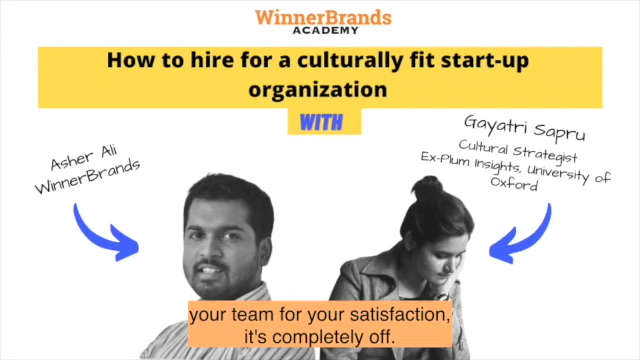 WinnerBrands
ACADEMY
How to hire for a culturally fit start-up
organization
WITH
Asher Ali
WinnerBrands
Gayatri Sapru
Cultural Strategist
Ex-Plum Insights, University of
Oxford
your team for your satisfaction,
it's completely off.